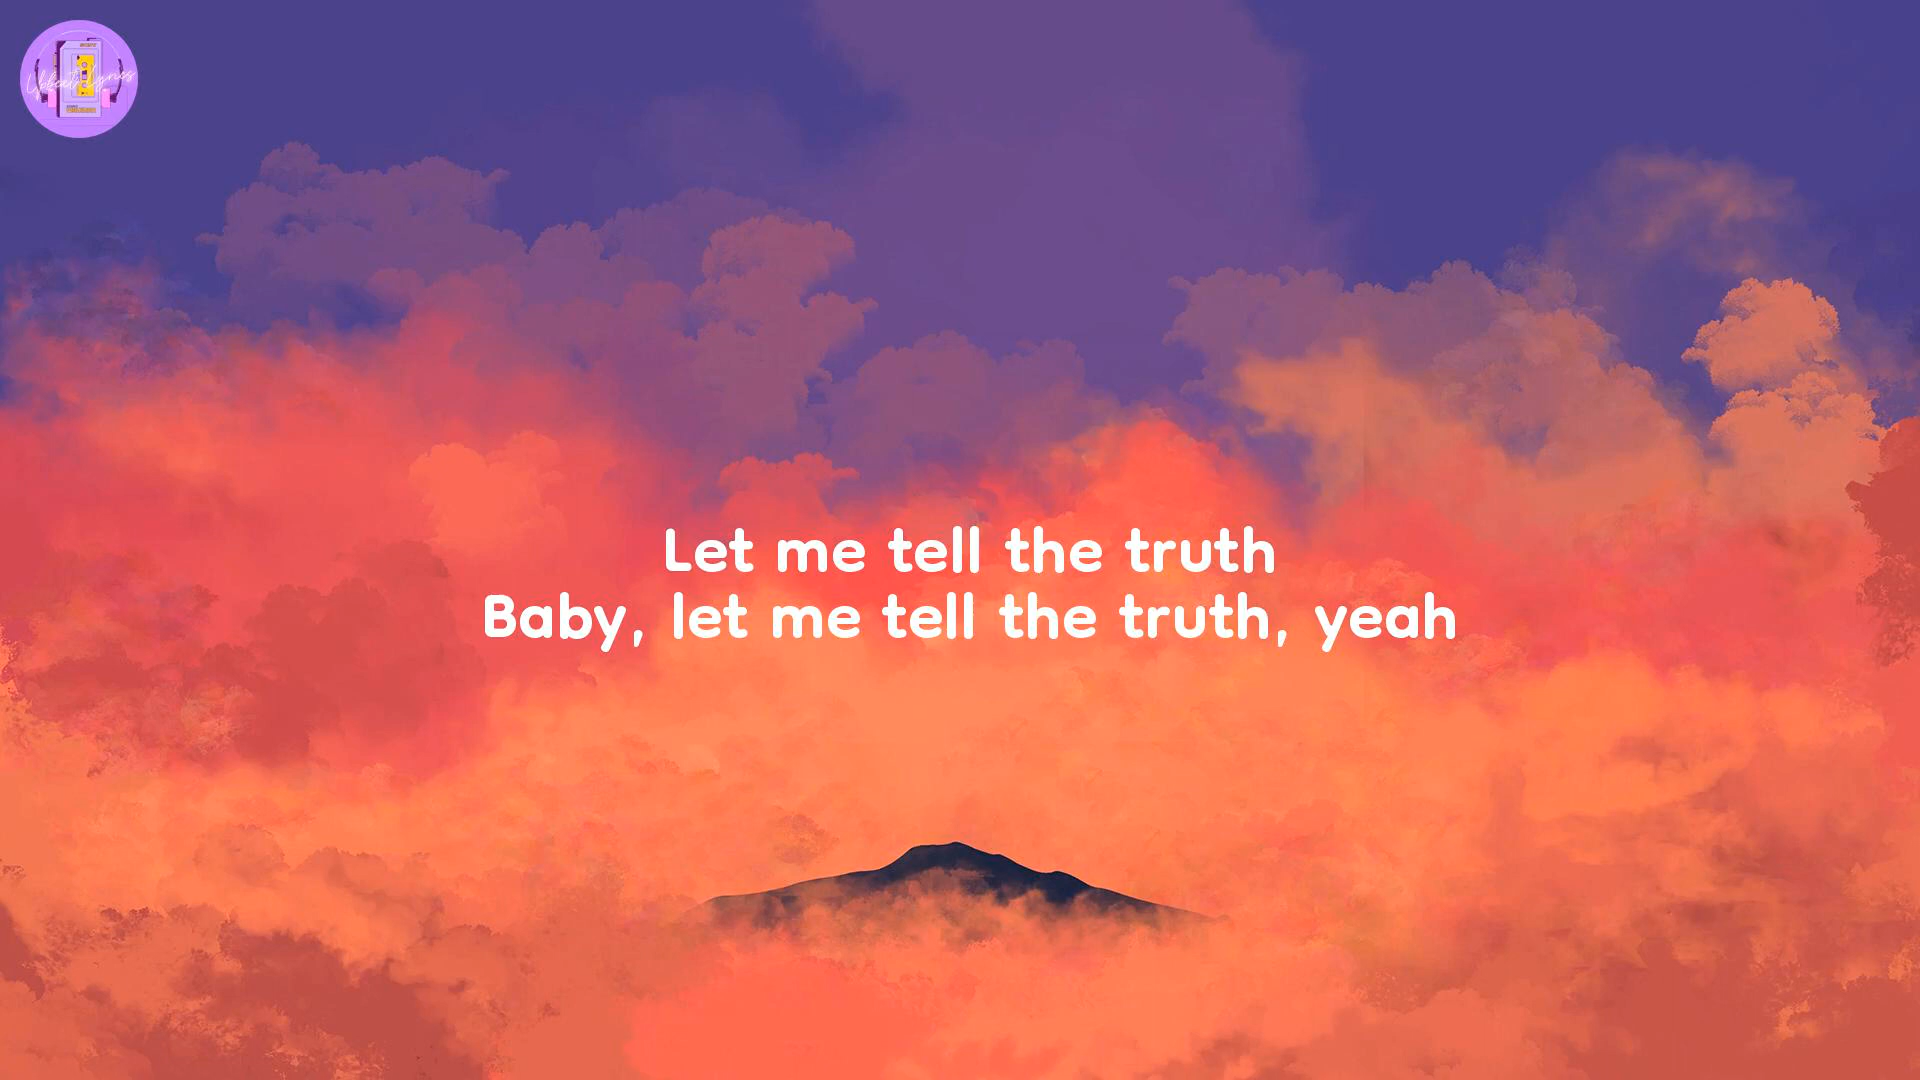 Let me tell the truth
Baby, let me tell the truth, yeah